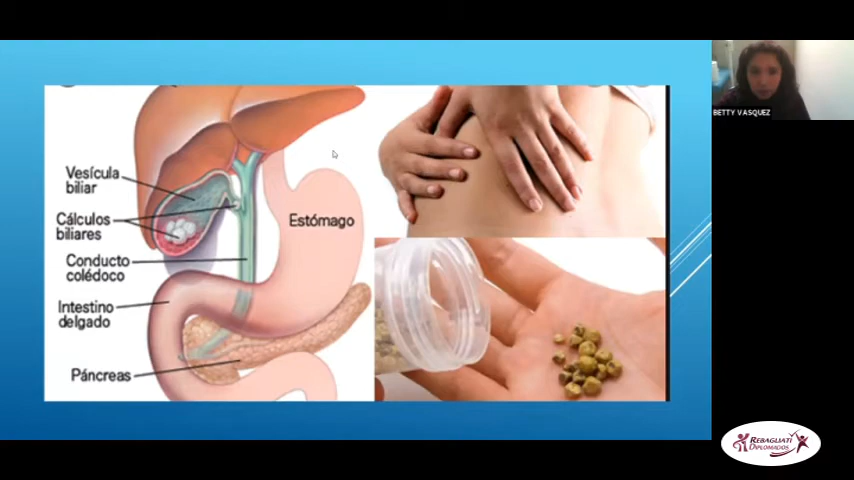 Vesícula
biliar
Cálculos
biliares
Conducto
colédoco
Intestino
delgado
Páncreas
Estómago
BETTY VASQUEZ
REBAGLIATI
DIPLOMADOS